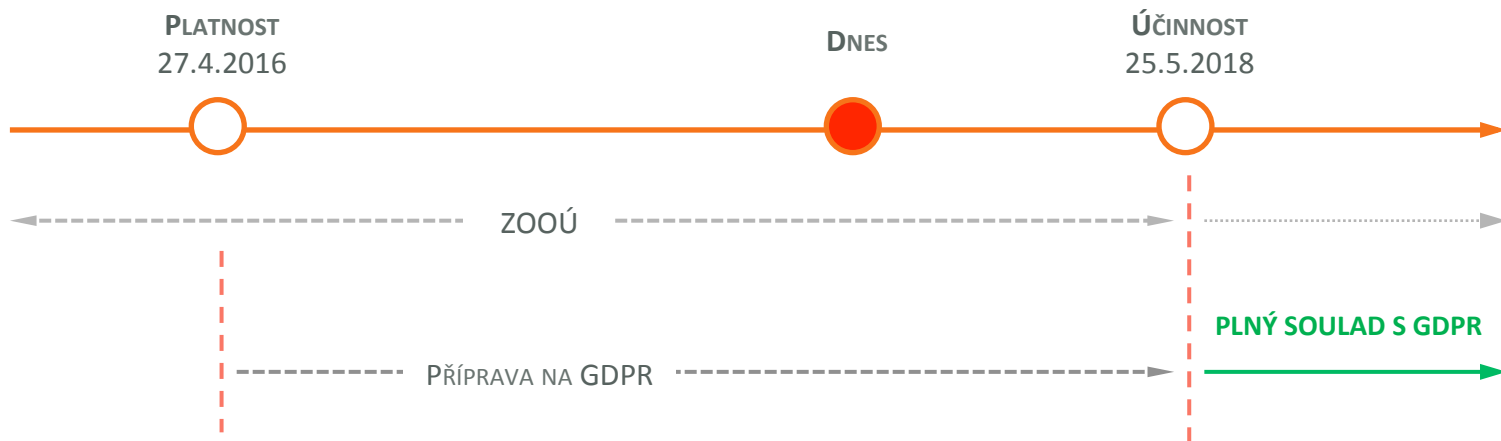 PLATNOST
27.4.2016
DNES
ÚČINNOST
25.5.2018
ZOOÚ
PLNÝ SOULAD S GDPR
PŘÍPRAVA NA GDPR